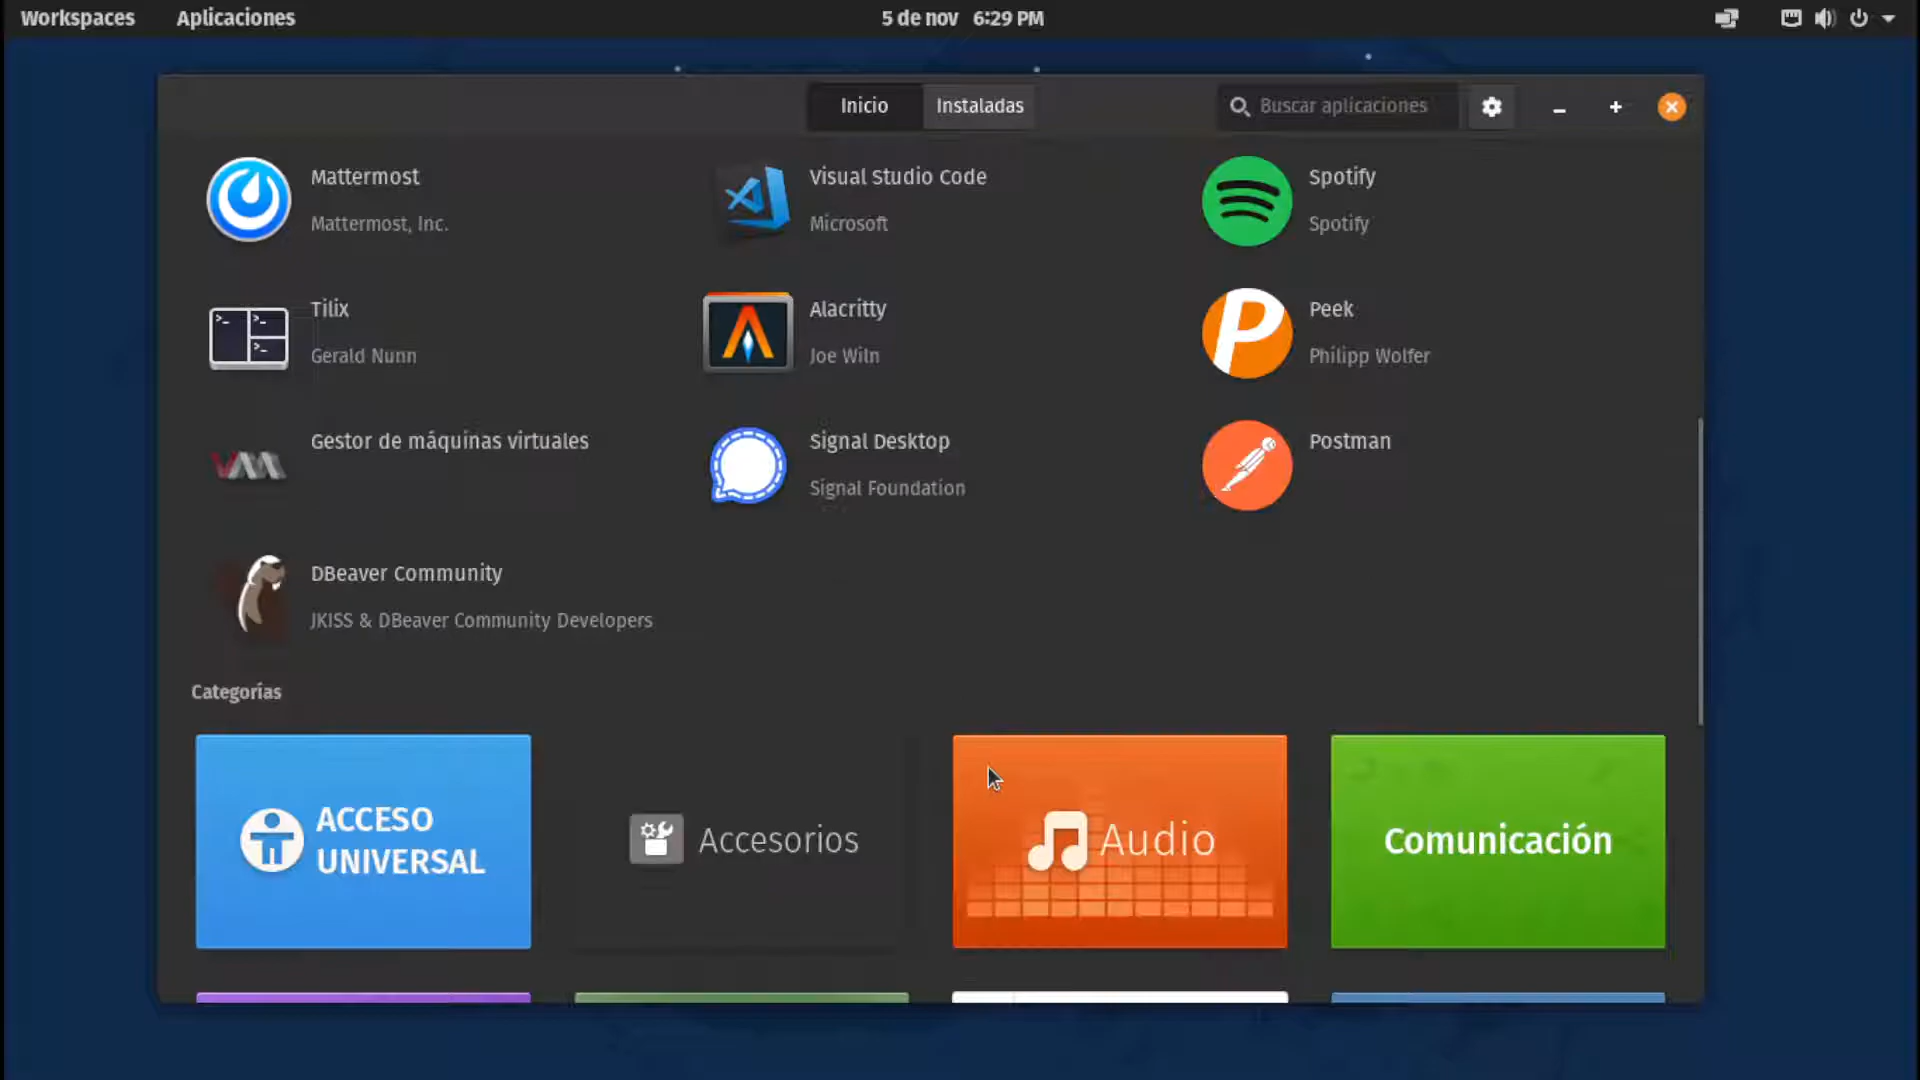 Workspaces
Aplicaciones
5 de nov 6:29 PM
Inicio
Instaladas
Buscar aplicaciones
Mattermost
Mattermost, Inc.
Visual Studio Code
Microsoft
Spotify
Spotify
Tilix
Gerald Nunn
Alacritty
Joe Wiln
Peek
Philipp Wolfer
Gestor de máquinas virtuales
Signal Desktop
Signal Foundation
Postman
DBeaver Community
JKISS & DBeaver Community Developers
Categorías
ACCESO
UNIVERSAL
Accesorios
Audio
Comunicación